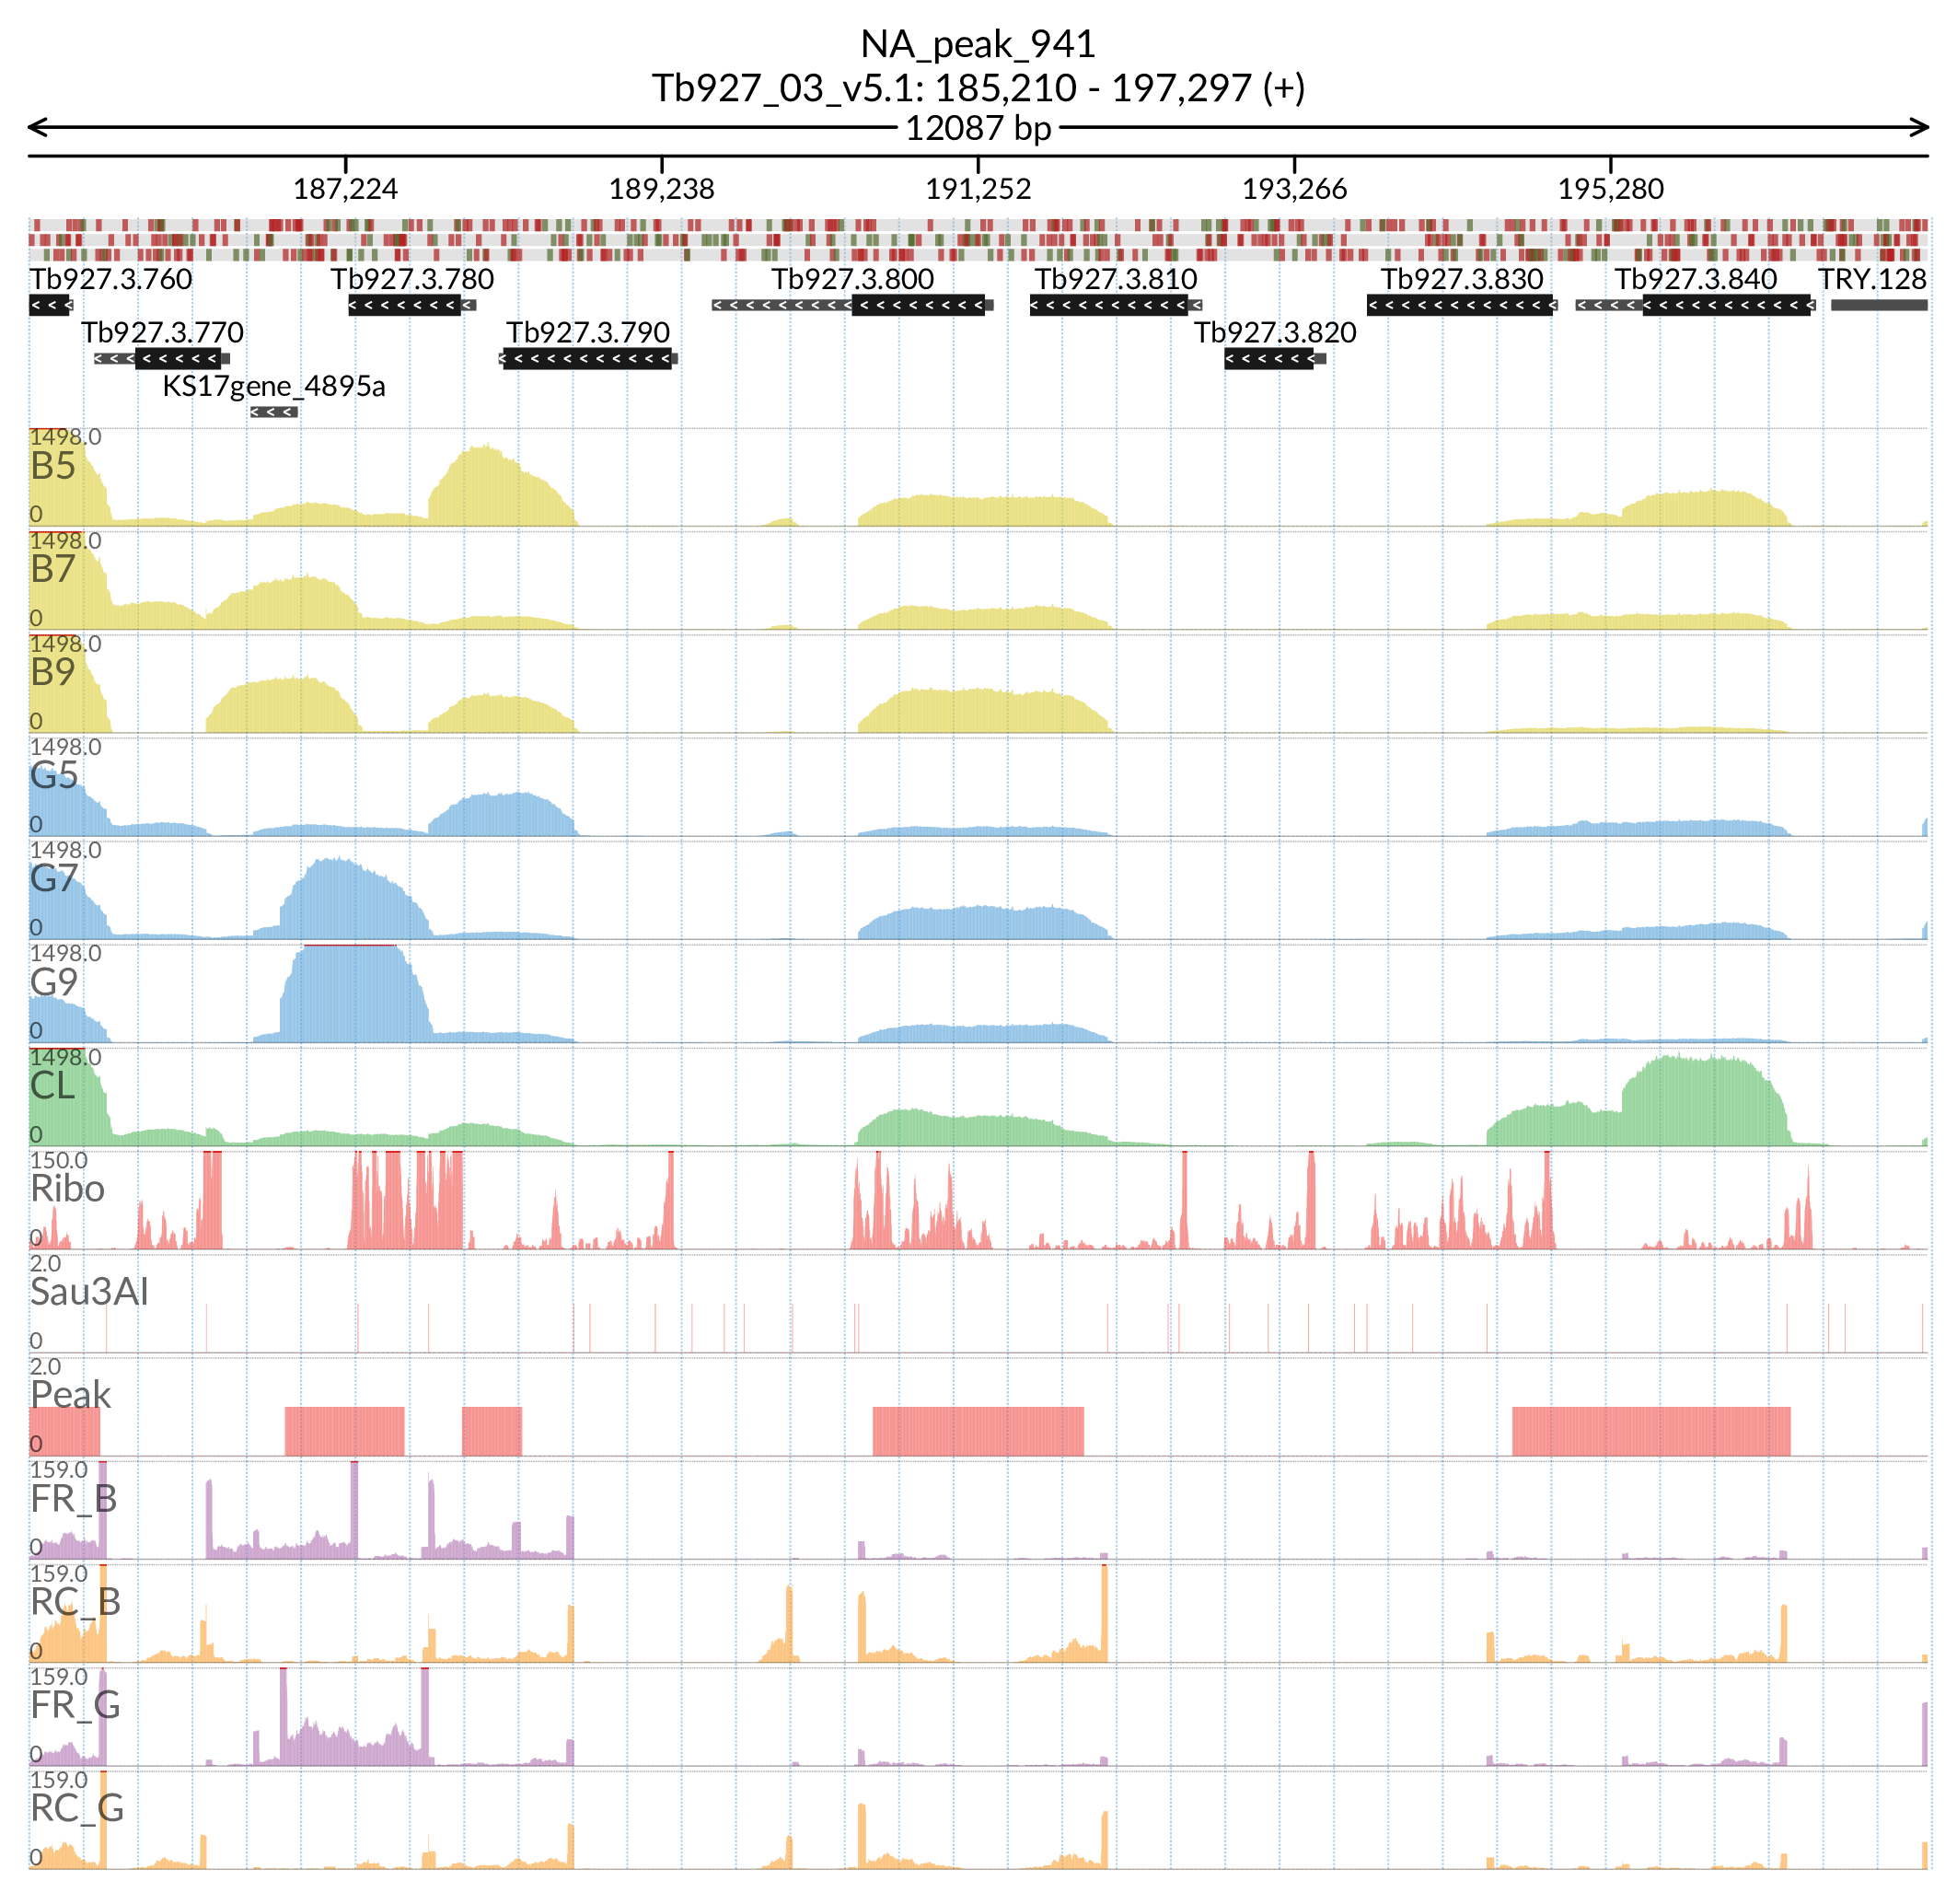 NA_peak_941
Tb927_03_v5.1: 185,210 - 197,297 (+)
12087 bp
187,224 189,238 191,252 193,266 195,280
Tb927.3.760 Tb927.3.780 Tb927.3.800 Tb927.3.810 Tb927.3.830 Tb927.3.840 TRY.128
Tb927.3.770 Tb927.3.790 Tb927.3.820
KS17gene_4895a
1498.0
B5
0
1498.0
B7
0
1498.0
B9
0
1498.0
G5
0
1498.0
G7
0
1498.0
G9
0
1498.0
CL
0
150.0
Ribo
0
2.0
Sau3AI
0
2.0
Peak
0
159.0
FR_B
0
159.0
RC_B
0
159.0
FR_G
0
159.0
RC_G
0